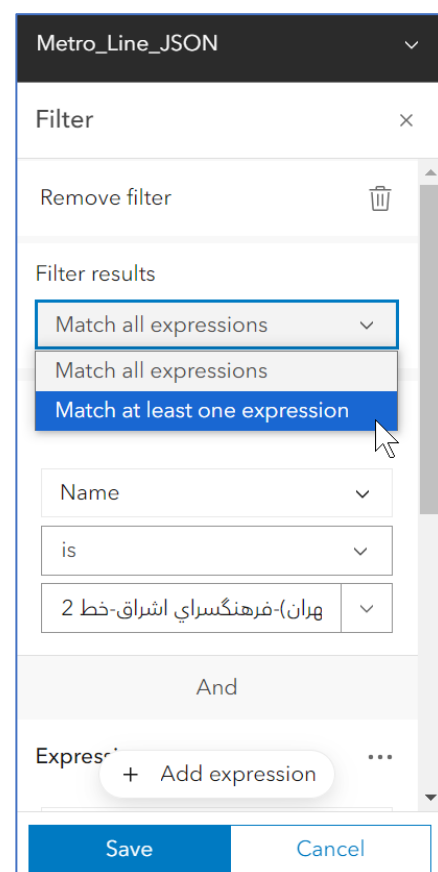 Metro_Line_JSON
Filter
Remove filter
Filter results
Match all expressions
Match all expressions
Match at least one expression
Name
is
هران)-فرهنگسراي اشراق-خط 2
And
+ Add expression
Save
Cancel